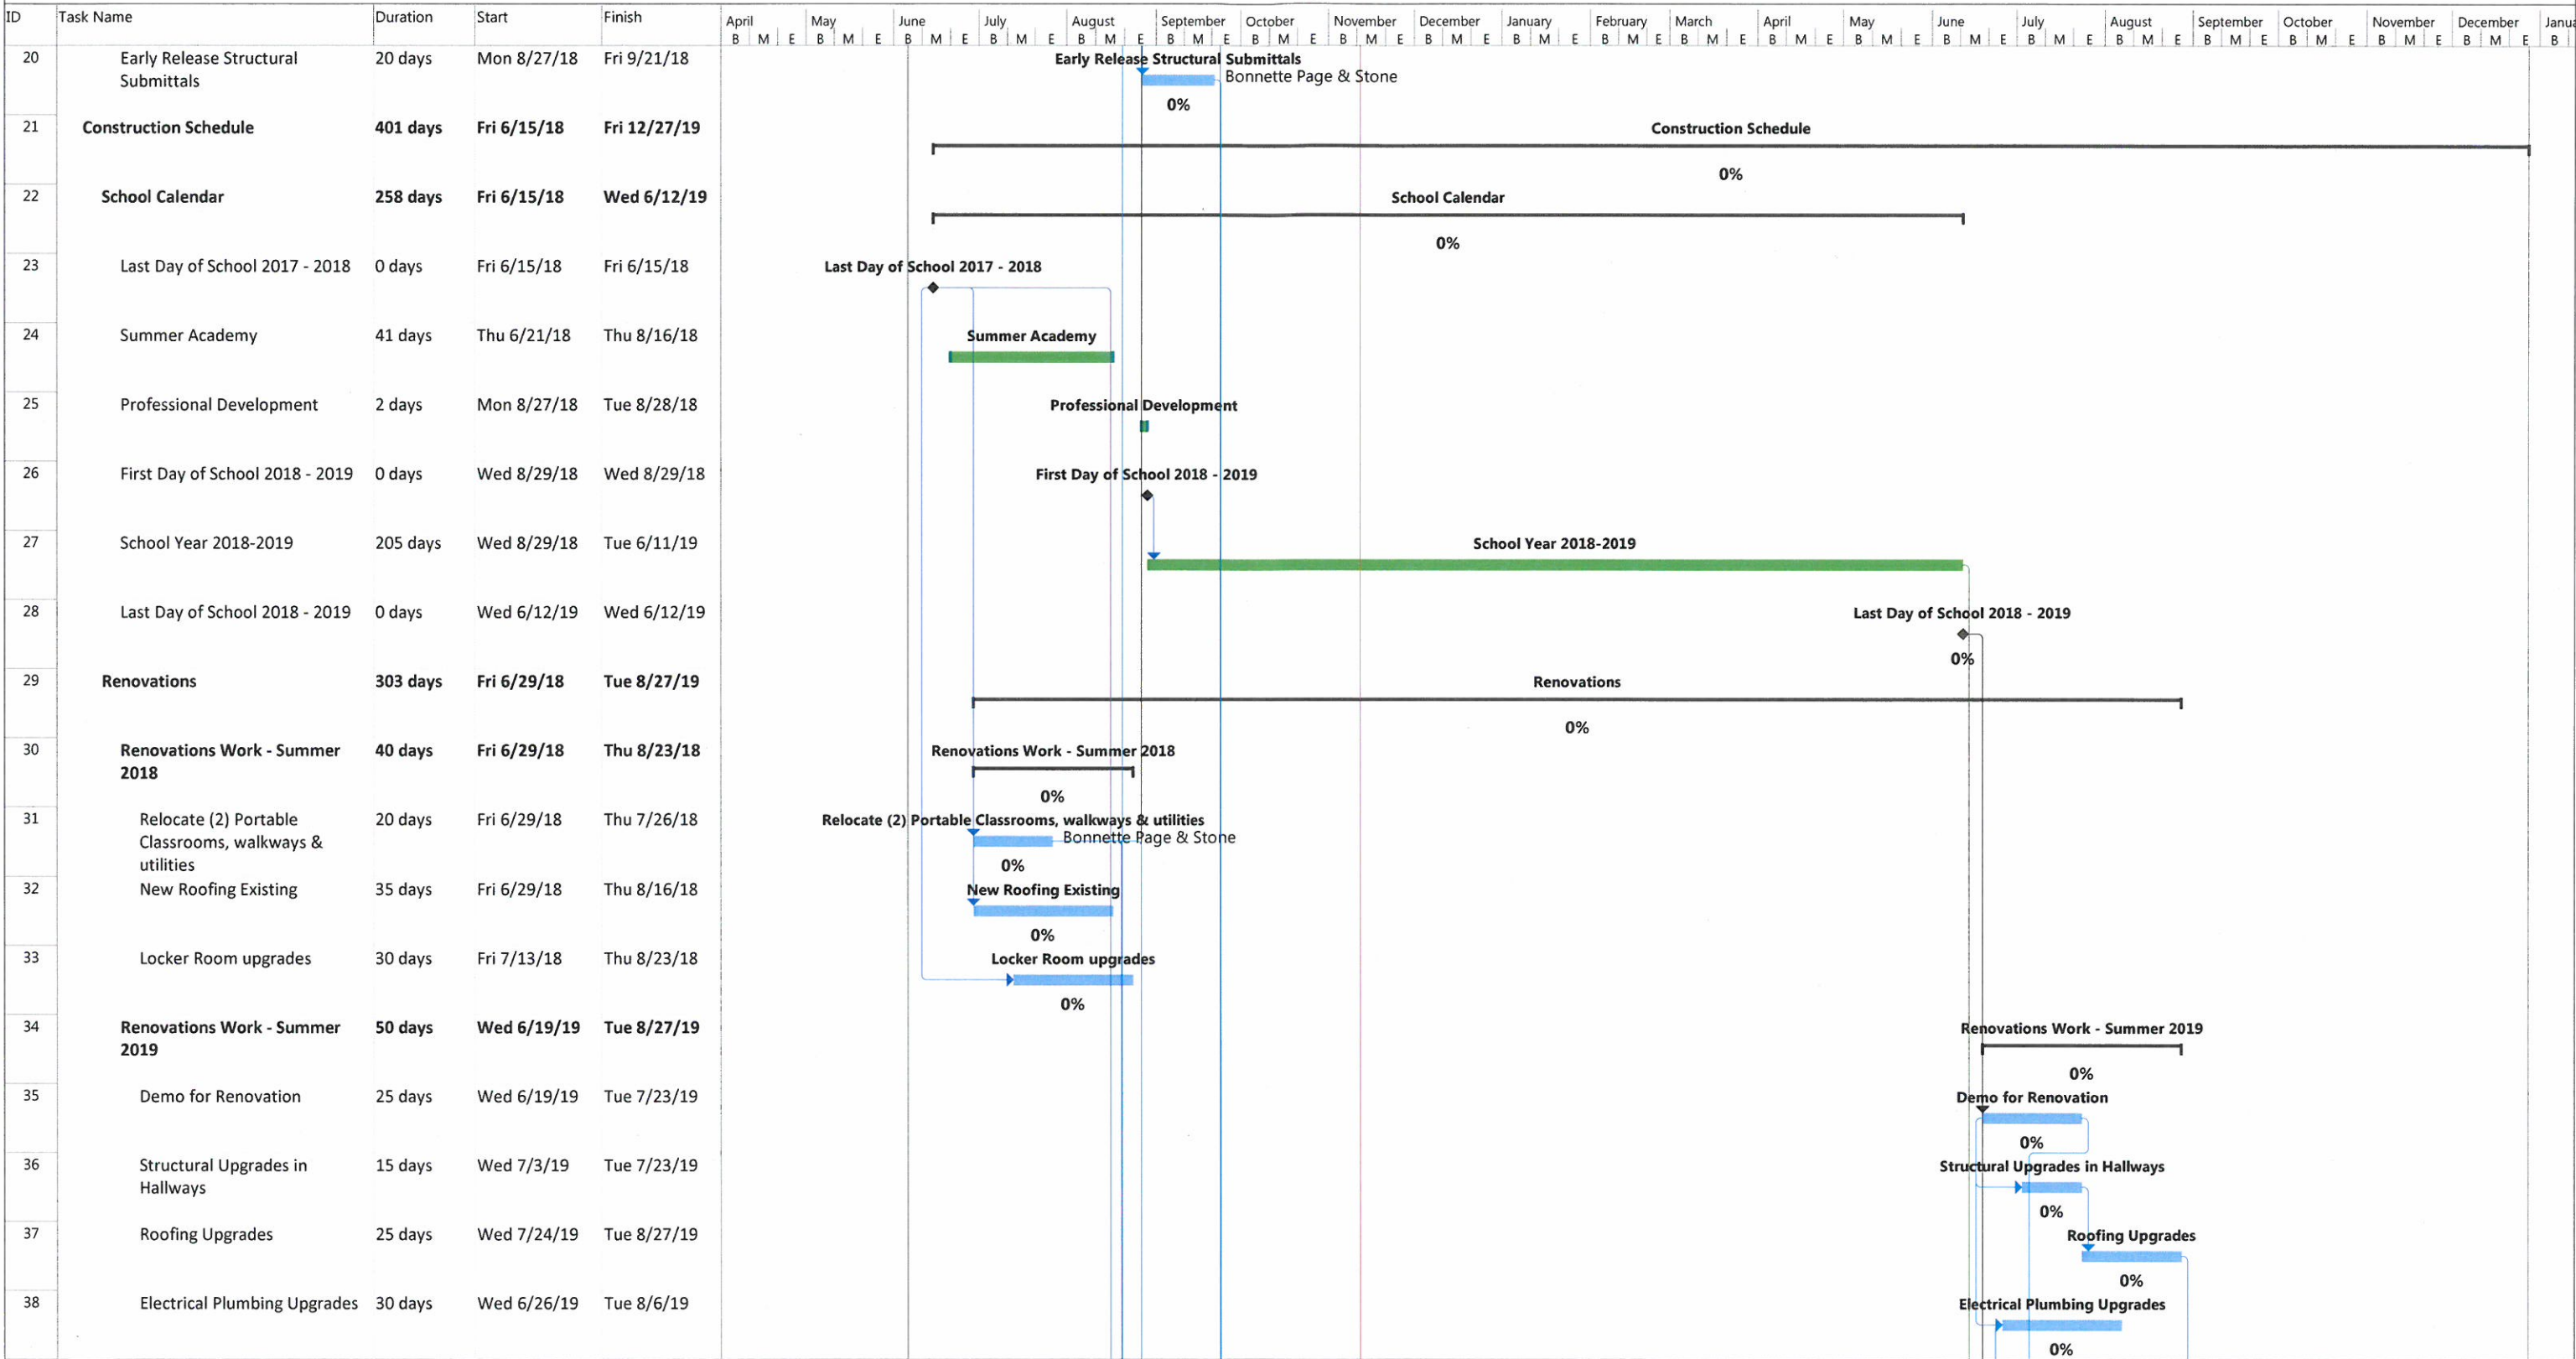 ID Task Name Duration Start Finish April May June July August September October November December January February March April May June July August September October November December Janu
B M E B M E B M E B M E B M E B M E B M E B M E B M E B M E B M E B M E B M E B M E B M E B M E B M E B M E B M E B M E B M E B
20 Early Release Structural 20 days Mon 8/27/18 Fri 9/21/18 Early Release Structural Submittals
Submittals Bonnette Page & Stone
0%
21 Construction Schedule 401 days Fri 6/15/18 Fri 12/27/19 Construction Schedule
0%
22 School Calendar 258 days Fri 6/15/18 Wed 6/12/19 School Calendar
0%
23 Last Day of School 2017 - 2018 0 days Fri 6/15/18 Fri 6/15/18 Last Day of School 2017 - 2018
24 Summer Academy 41 days Thu 6/21/18 Thu 8/16/18 Summer Academy
25 Professional Development 2 days Mon 8/27/18 Tue 8/28/18 Professional Development
26 First Day of School 2018 - 2019 0 days Wed 8/29/18 Wed 8/29/18 First Day of School 2018 - 2019
27 School Year 2018-2019 205 days Wed 8/29/18 Tue 6/11/19 School Year 2018-2019
28 Last Day of School 2018 - 2019 0 days Wed 6/12/19 Wed 6/12/19 Last Day of School 2018 - 2019
0%
29 Renovations 303 days Fri 6/29/18 Tue 8/27/19 Renovations
0%
30 Renovations Work - Summer 40 days Fri 6/29/18 Thu 8/23/18 Renovations Work - Summer 2018
2018
0%
31 Relocate (2) Portable 20 days Fri 6/29/18 Thu 7/26/18 Relocate (2) Portable Classrooms, walkways & utilities
Classrooms, walkways & Bonnette Page & Stone
utilities 0%
32 New Roofing Existing 35 days Fri 6/29/18 Thu 8/16/18 New Roofing Existing
0%
33 Locker Room upgrades 30 days Fri 7/13/18 Thu 8/23/18 Locker Room upgrades
0%
34 Renovations Work - Summer 50 days Wed 6/19/19 Tue 8/27/19 Renovations Work - Summer 2019
2019
0%
35 Demo for Renovation 25 days Wed 6/19/19 Tue 7/23/19 Demo for Renovation
0%
36 Structural Upgrades in 15 days Wed 7/3/19 Tue 7/23/19 Structural Upgrades in Hallways
Hallways
0%
37 Roofing Upgrades 25 days Wed 7/24/19 Tue 8/27/19 Roofing Upgrades
0%
38 Electrical Plumbing Upgrades 30 days Wed 6/26/19 Tue 8/6/19 Electrical Plumbing Upgrades
0%